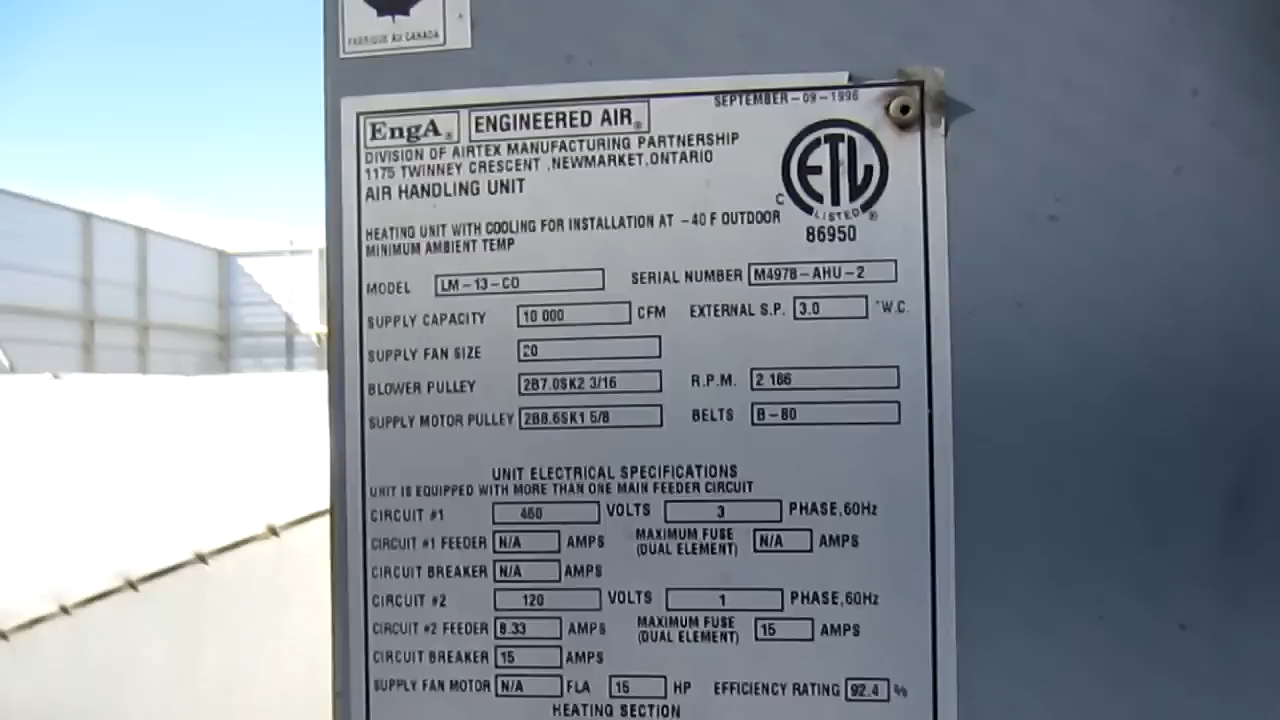 FABRIQUE AU CANADA
SEPTEMBER-09-1996
EngA® ENGINEERED AIR®
DIVISION OF AIRTEX MANUFACTURING PARTNERSHIP
1175 TWINNEY CRESCENT ,NEWMARKET,ONTARIO
AIR HANDLING UNIT
C ETL LISTED ®
86950
HEATING UNIT WITH COOLING FOR INSTALLATION AT -40 F OUTDOOR
MINIMUM AMBIENT TEMP
MODEL LM-13-CO SERIAL NUMBER M4978-AHU-2
SUPPLY CAPACITY 10 000 CFM EXTERNAL S.P. 3.0 "W.C.
SUPPLY FAN SIZE 20
BLOWER PULLEY 2B7.0SK2 3/16 R.P.M. 2 186
SUPPLY MOTOR PULLEY 2B8.6SK1 5/8 BELTS B-80
UNIT ELECTRICAL SPECIFICATIONS
UNIT IS EQUIPPED WITH MORE THAN ONE MAIN FEEDER CIRCUIT
CIRCUIT #1 460 VOLTS 3 PHASE,60Hz
CIRCUIT #1 FEEDER N/A AMPS MAXIMUM FUSE (DUAL ELEMENT) N/A AMPS
CIRCUIT BREAKER N/A AMPS
CIRCUIT #2 120 VOLTS 1 PHASE,60Hz
CIRCUIT #2 FEEDER 8.33 AMPS MAXIMUM FUSE (DUAL ELEMENT) 15 AMPS
CIRCUIT BREAKER 15 AMPS
SUPPLY FAN MOTOR N/A FLA 15 HP EFFICIENCY RATING 92.4 %
HEATING SECTION